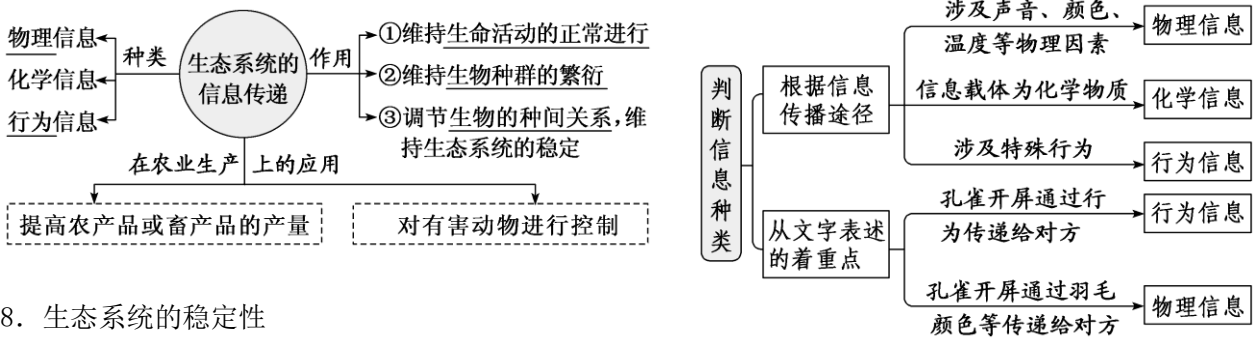 物理信息
化学信息
行为信息
种类
生态系统的
信息传递
作用
①维持生命活动的正常进行
②维持生物种群的繁衍
③调节生物的种间关系,维
持生态系统的稳定
在农业生产上的应用
提高农产品或畜产品的产量
对有害动物进行控制
8. 生态系统的稳定性
判断信息种类
根据信息
传播途径
涉及声音、颜色、
温度等物理因素
物理信息
信息载体为化学物质
化学信息
涉及特殊行为
行为信息
从文字表述
的着重点
孔雀开屏通过行
为传递给对方
行为信息
孔雀开屏通过羽毛
颜色等传递给对方
物理信息